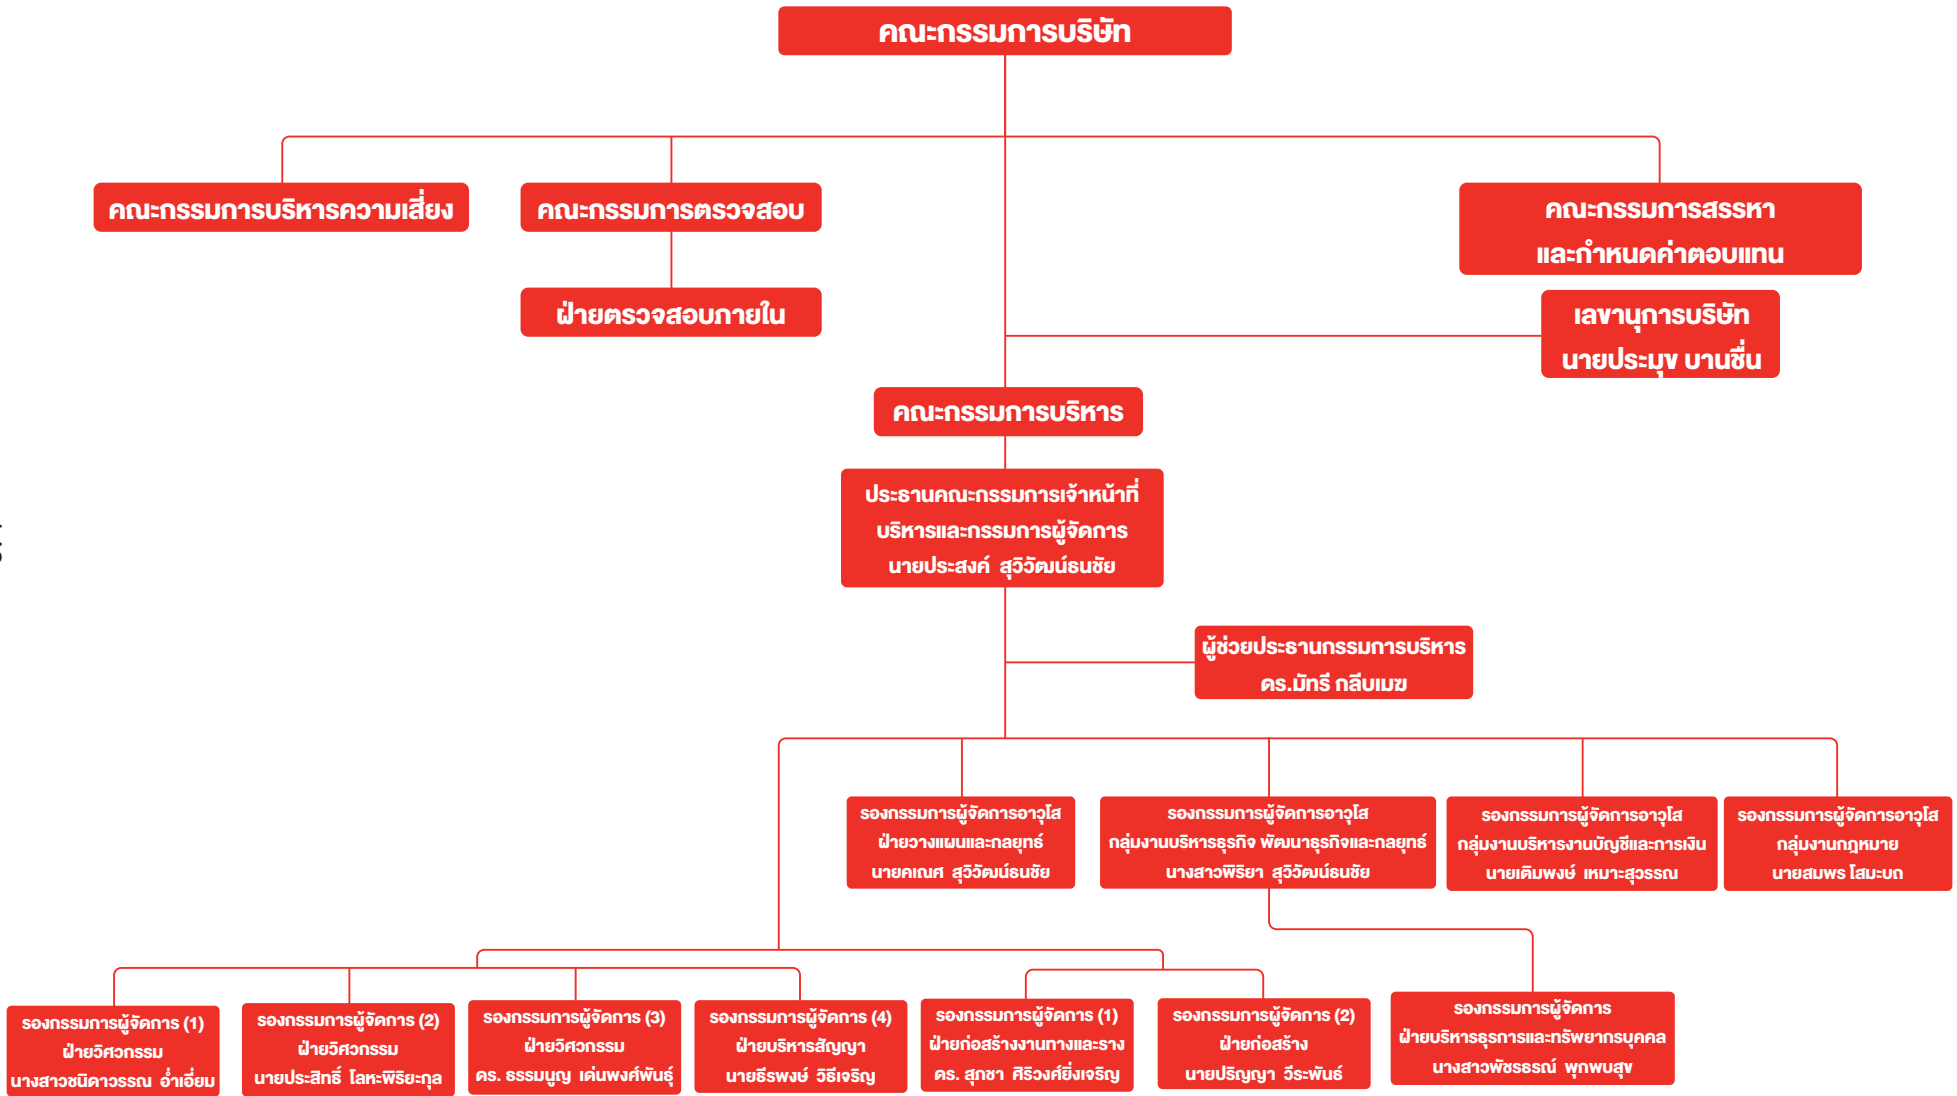 คณะกรรมการบริษัท
คณะกรรมการบริหารความเสี่ยง
คณะกรรมการตรวจสอบ
คณะกรรมการสรรหา
และกำหนดค่าตอบแทน
ฝ่ายตรวจสอบภายใน
เลขานุการบริษัท
นายประมุข บานชื่น
คณะกรรมการบริหาร
ประธานคณะกรรมการเจ้าหน้าที่
บริหารและกรรมการผู้จัดการ
นายประสงค์ สุวิวัฒน์ธนชัย
ผู้ช่วยประธานกรรมการบริหาร
ดร.มัทรี กลีบเมฆ
รองกรรมการผู้จัดการอาวุโส
ฝ่ายวางแผนและกลยุทธ์
นายคเณศ สุวิวัฒน์ธนชัย
รองกรรมการผู้จัดการอาวุโส
กลุ่มงานบริหารธุรกิจ พัฒนาธุรกิจและกลยุทธ์
นางสาวพิริยา สุวิวัฒน์ธนชัย
รองกรรมการผู้จัดการอาวุโส
กลุ่มงานบริหารงานบัญชีและการเงิน
นายเติมพงษ์ เหมาะสุวรรณ
รองกรรมการผู้จัดการอาวุโส
กลุ่มงานกฎหมาย
นายสมพร โสมะบถ
รองกรรมการผู้จัดการ (1)
ฝ่ายวิศวกรรม
นางสาวชนิดาวรรณ อ่ำเอี่ยม
รองกรรมการผู้จัดการ (2)
ฝ่ายวิศวกรรม
นายประสิทธิ์ โลหะพิริยะกุล
รองกรรมการผู้จัดการ (3)
ฝ่ายวิศวกรรม
ดร. ธรรมนูญ เด่นพงศ์พันธุ์
รองกรรมการผู้จัดการ (4)
ฝ่ายบริหารสัญญา
นายธีรพงษ์ วิธีเจริญ
รองกรรมการผู้จัดการ (1)
ฝ่ายก่อสร้างงานทางและราง
ดร. สุภชา ศิริวงศ์ยิ่งเจริญ
รองกรรมการผู้จัดการ (2)
ฝ่ายก่อสร้าง
นายปริญญา วีระพันธ์
รองกรรมการผู้จัดการ
ฝ่ายบริหารธุรการและทรัพยากรบุคคล
นางสาวพัชรธรณ์ พุกพบสุข